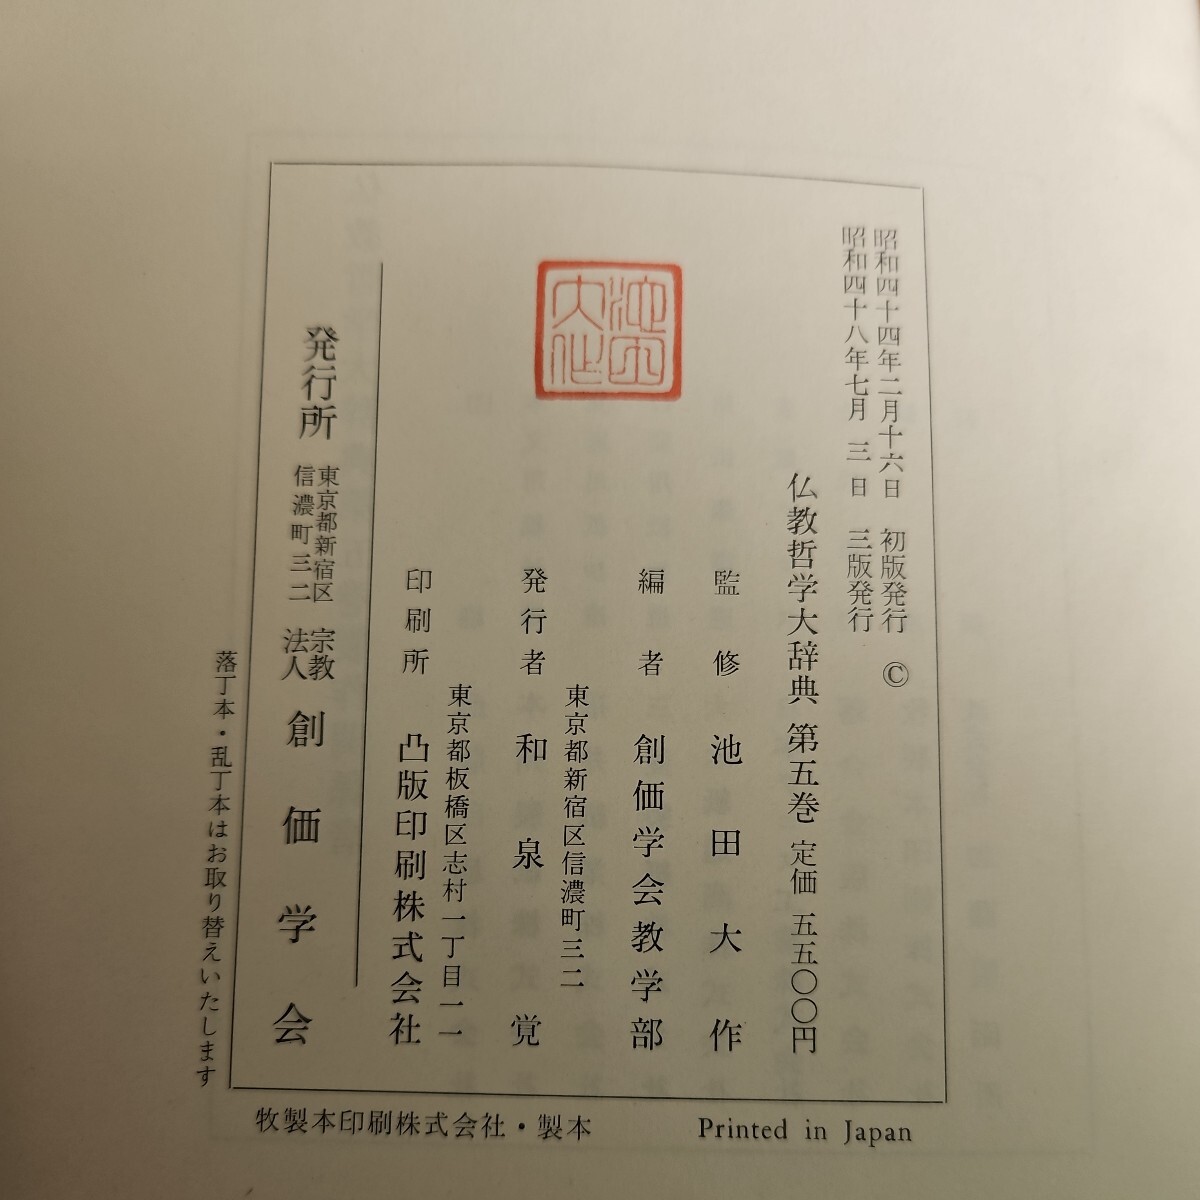 昭和四十四年二月十六日 初版発行 ©
昭和四十八年七月 三 日 三版発行
仏教哲学大辞典 第五巻 定価 五五〇〇円
池田
大作
監修 池田大作
編者 創価学会教学部
東京都新宿区信濃町三二
発行者 和泉覚
東京都板橋区志村一丁目一一
印刷所 凸版印刷株式会社
発行所 東京都新宿区
信濃町三二
宗教
法人
創価学会
落丁本・乱丁本はお取り替えいたします
牧製本印刷株式会社・製本
Printed in Japan